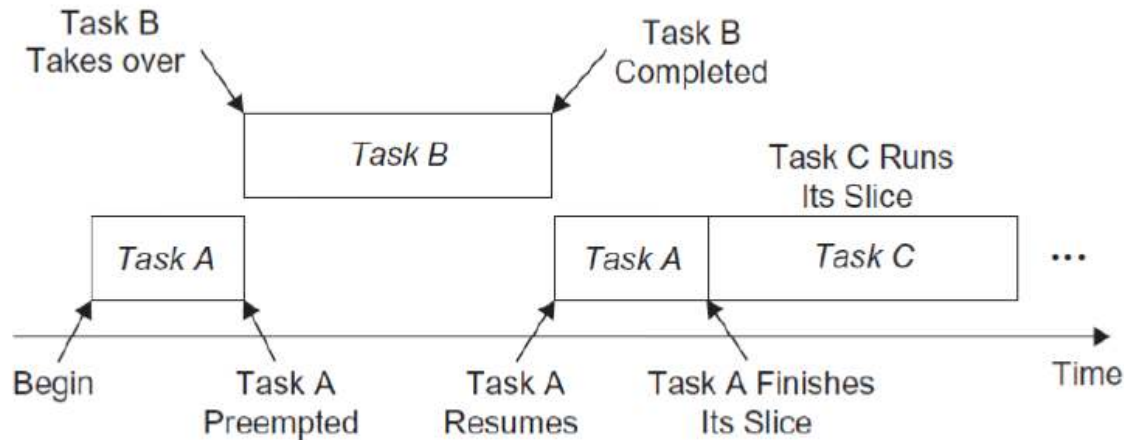 Task B
Takes over
Task B
Completed
Task B
Task C Runs
Its Slice
Task A
Task A
Task C
...
Begin
Task A
Preempted
Task A
Resumes
Task A Finishes
Its Slice
Time